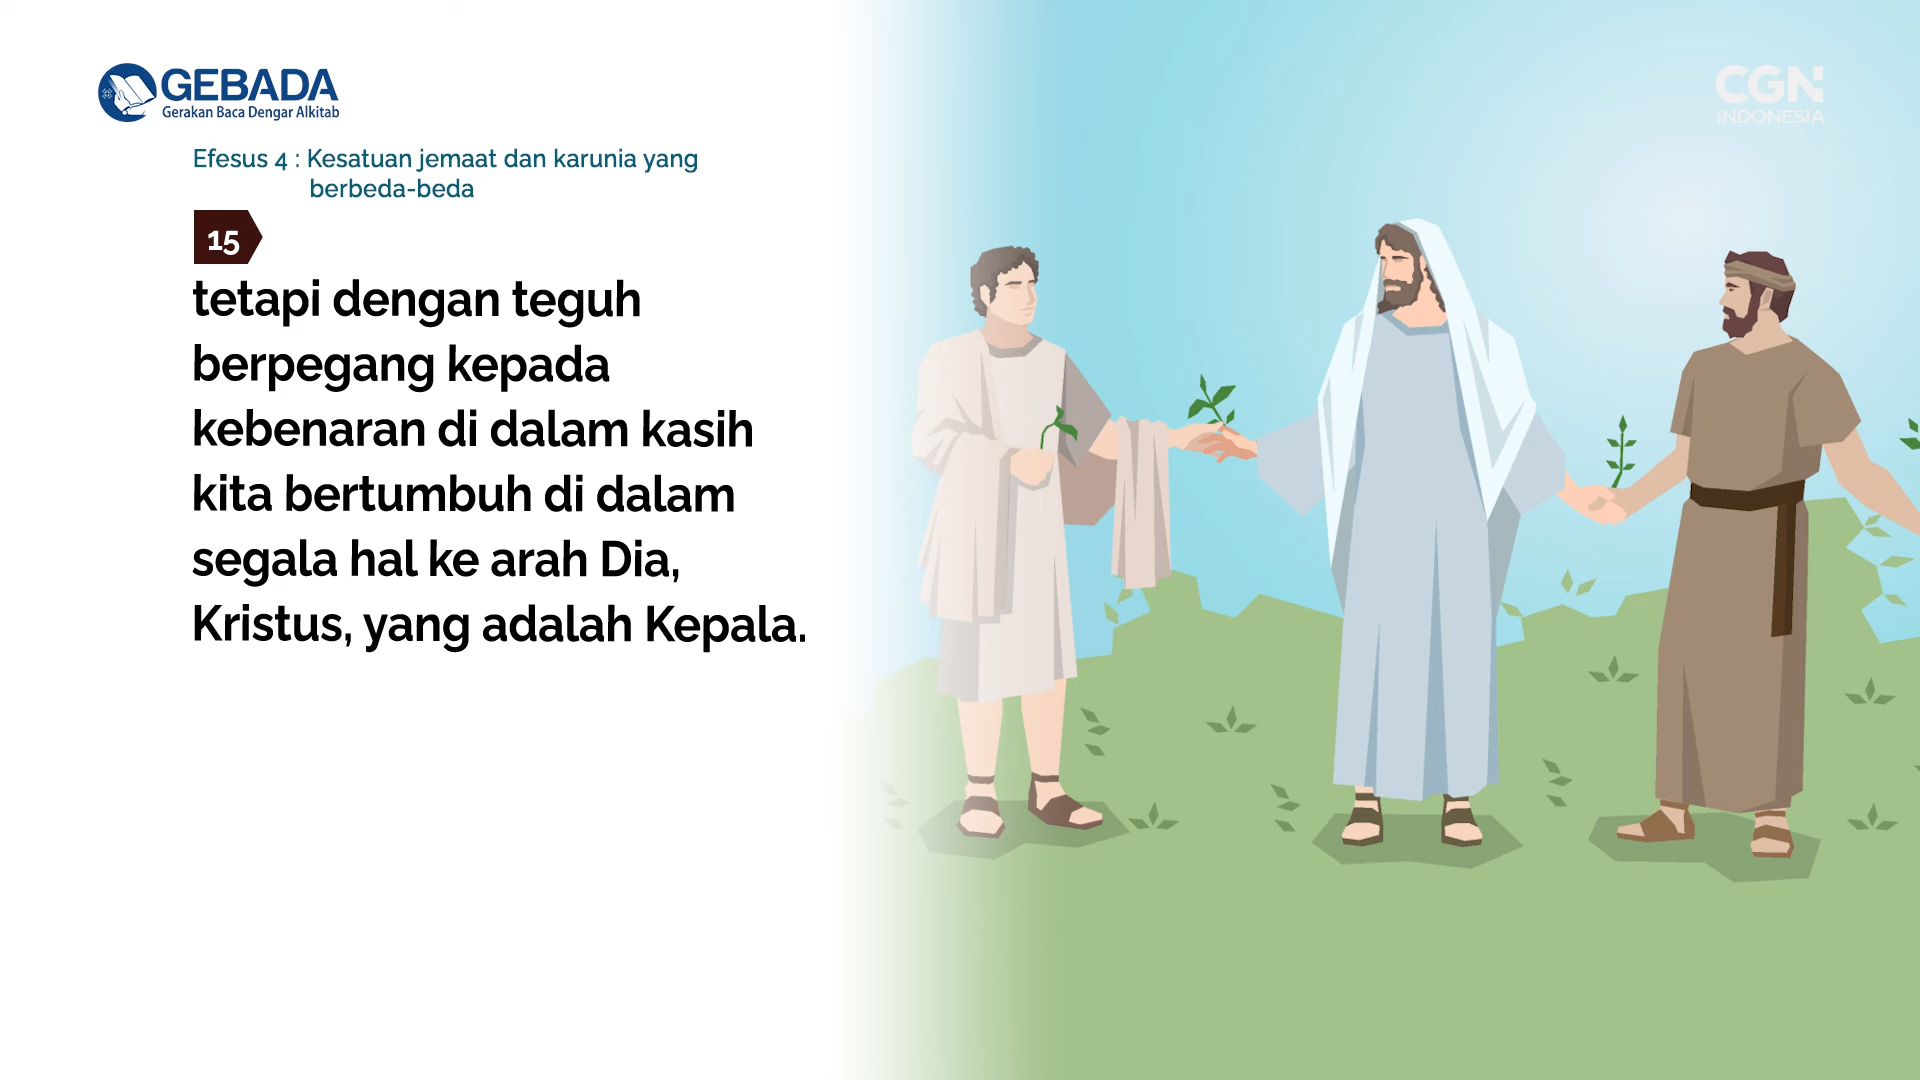 GEBADA
Gerakan Baca Dengar Alkitab
CGN
INDONESIA
Efesus 4 : Kesatuan jemaat dan karunia yang
berbeda-beda
15
tetapi dengan teguh
berpegang kepada
kebenaran di dalam kasih
kita bertumbuh di dalam
segala hal ke arah Dia,
Kristus, yang adalah Kepala.